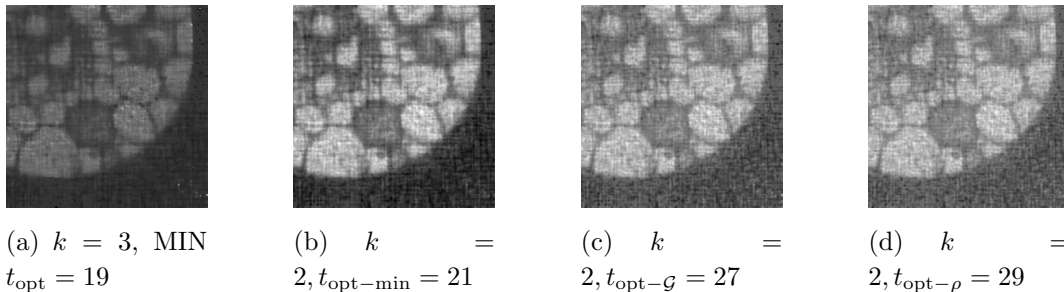 (a) k = 3, MIN
t_opt = 19
(b) k =
2, t_opt−min = 21
(c) k =
2, t_opt−𝒢 = 27
(d) k =
2, t_opt−ρ = 29